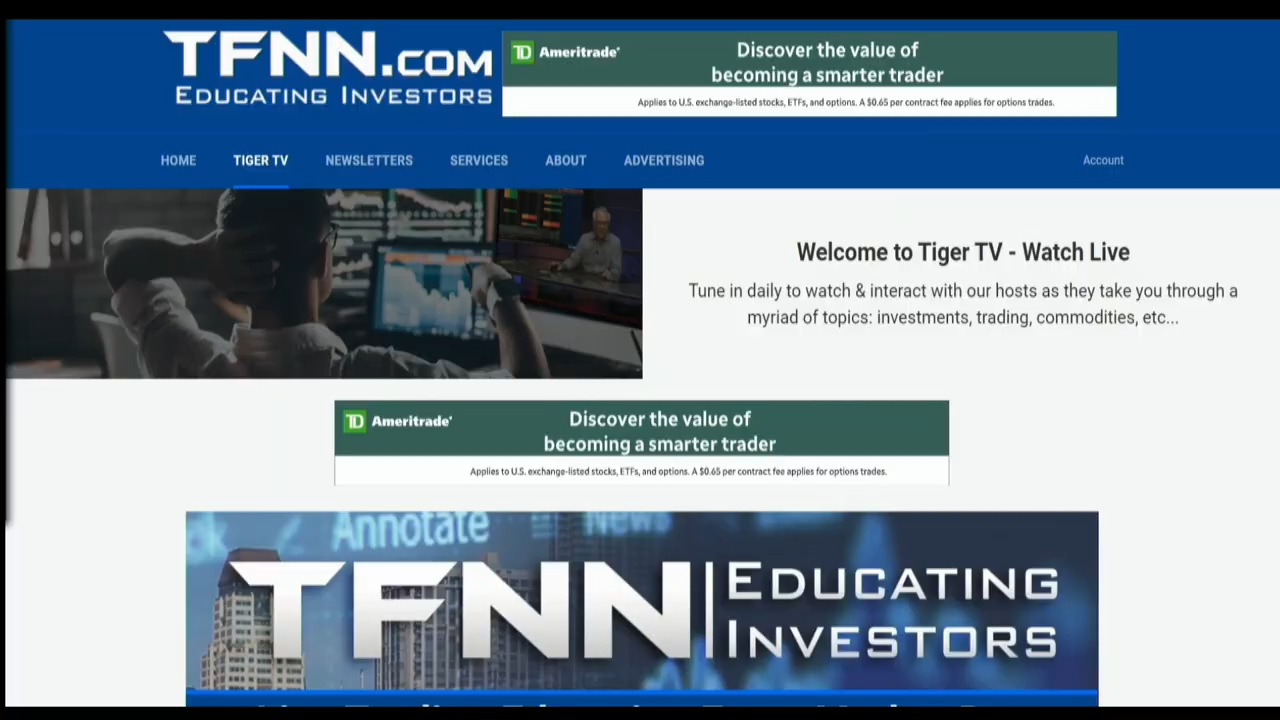 TFNN.COM
EDUCATING INVESTORS
TD Ameritrade
Discover the value of
becoming a smarter trader
Applies to U.S. exchange-listed stocks, ETFs, and options. A $0.65 per contract fee applies for options trades.
HOME TIGER TV NEWSLETTERS SERVICES ABOUT ADVERTISING Account
Welcome to Tiger TV - Watch Live
Tune in daily to watch & interact with our hosts as they take you through a
myriad of topics: investments, trading, commodities, etc...
TD Ameritrade
Discover the value of
becoming a smarter trader
Applies to U.S. exchange-listed stocks, ETFs, and options. A $0.65 per contract fee applies for options trades.
Annotate News
TFNN EDUCATING
INVESTORS